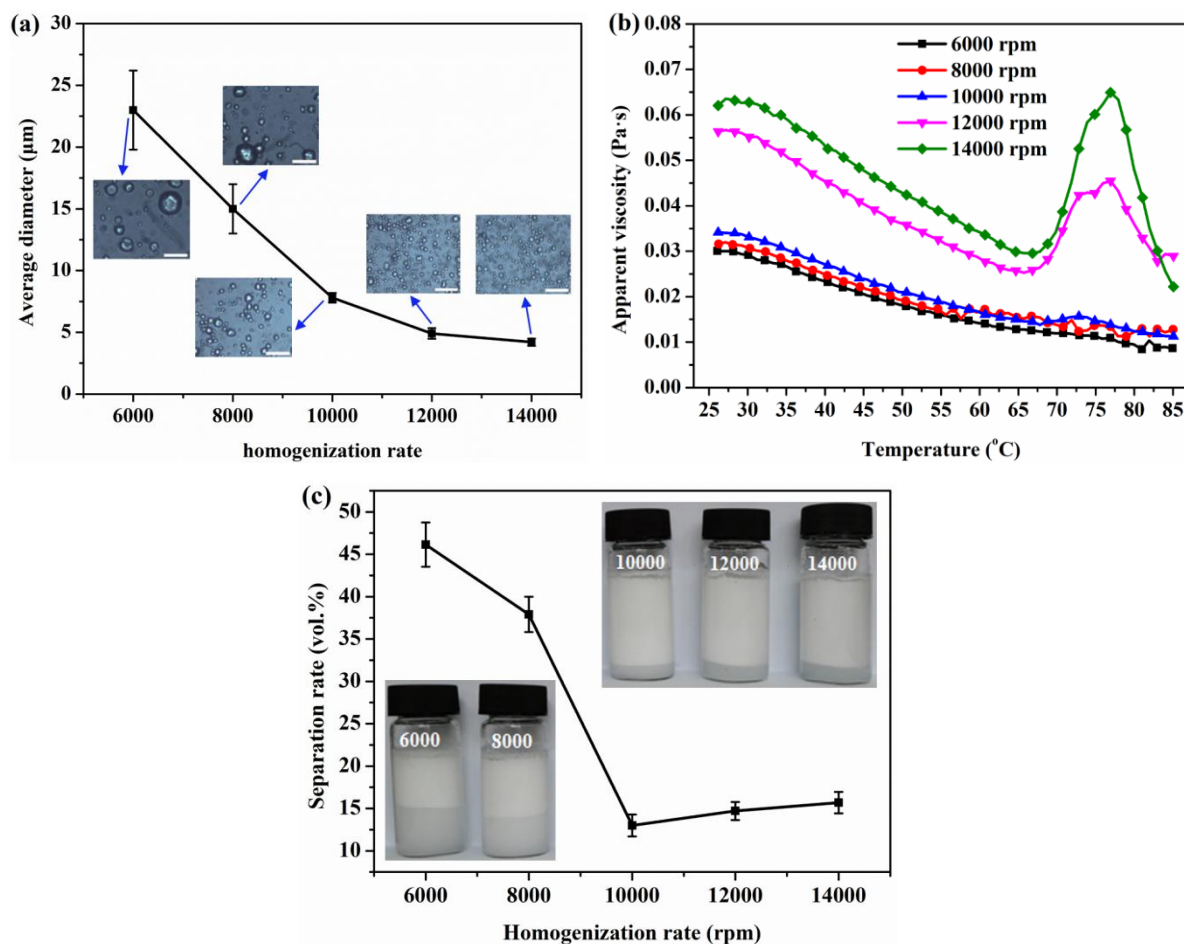 (a)
30
25
20
15
10
5
0
Average diameter (μm)
6000 8000 10000 12000 14000
homogenization rate
(b)
0.08
0.07
0.06
0.05
0.04
0.03
0.02
0.01
0.00
Apparent viscosity (Pa·s)
6000 rpm
8000 rpm
10000 rpm
12000 rpm
14000 rpm
25 30 35 40 45 50 55 60 65 70 75 80 85
Temperature (°C)
(c)
50
45
40
35
30
25
20
15
10
Separation rate (vol.%)
10000 12000 14000
6000 8000
6000 8000 10000 12000 14000
Homogenization rate (rpm)